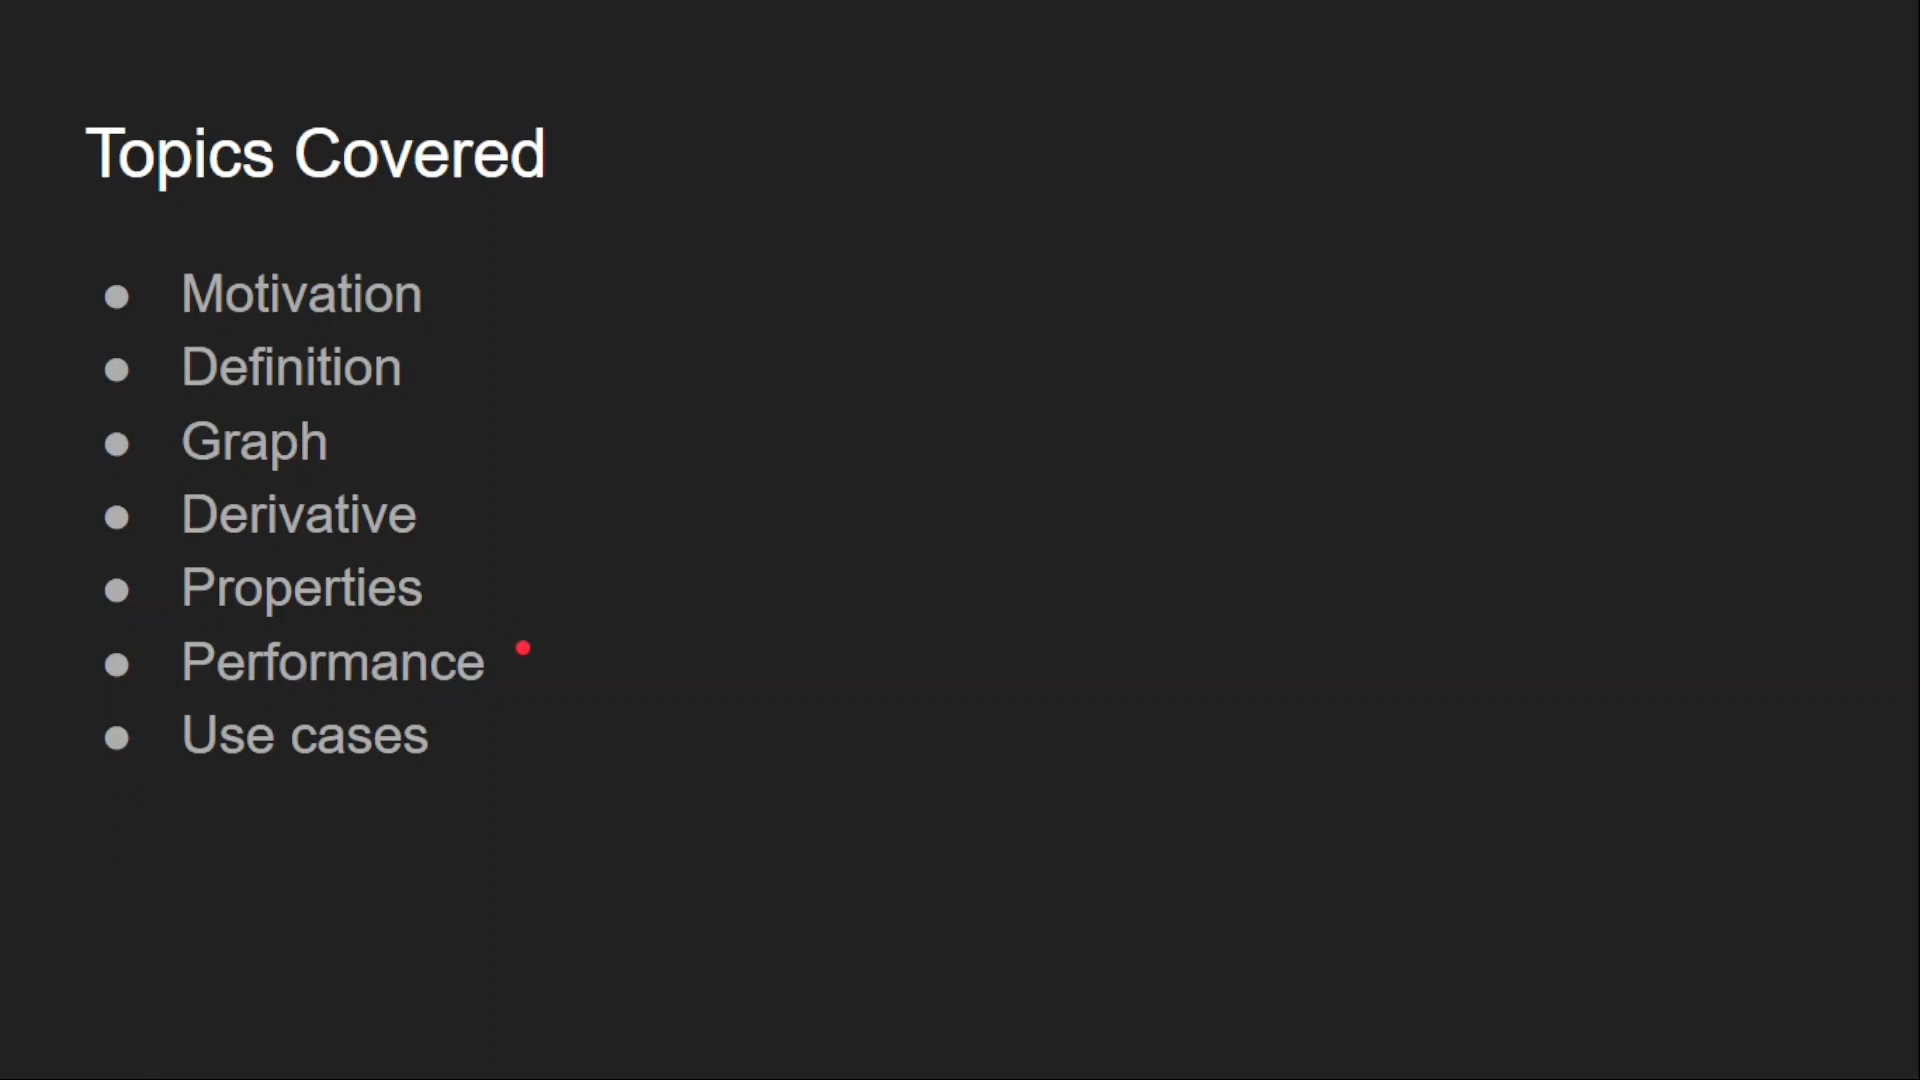 Topics Covered
● Motivation
● Definition
● Graph
● Derivative
● Properties
● Performance
● Use cases